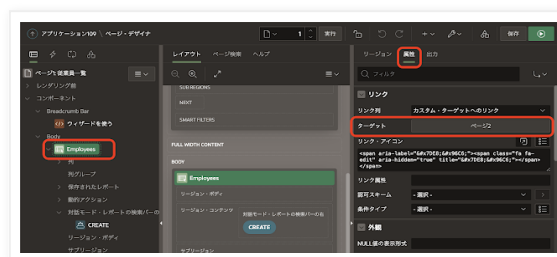 アプリケーション109 \ ページ・デザイナ
1
実行
保存
ページ1: 従業員一覧
レンダリング前
コンポーネント
Breadcrumb Bar
ウィザードを使う
Body
Employees
列
列グループ
保存されたレポート
動的アクション
対話モード・レポートの検索バーの
CREATE
リージョン・ボディ
サブリージョン
レイアウト
ページ検索
ヘルプ
SUB REGIONS
NEXT
SMART FILTERS
FULL WIDTH CONTENT
BODY
Employees
リージョン・ボディ
リージョン・コンテンツ
対話モード・レポートの検索バーの右
CREATE
サブリージョン
リージョン
属性
印刷
フィルタ
リンク
リンク列
カスタム・ターゲットへのリンク
ターゲット
ページ2
リンク・アイコン
<span aria-label="&#x7DE8;&#x96C6;"><span class="fa fa-
edit" aria-hidden="true" title="&#x7DE8;&#x96C6;"></span>
</span>
リンク属性
認可スキーム
- 選択 -
条件タイプ
- 選択 -
外観
NULL値の表示形式